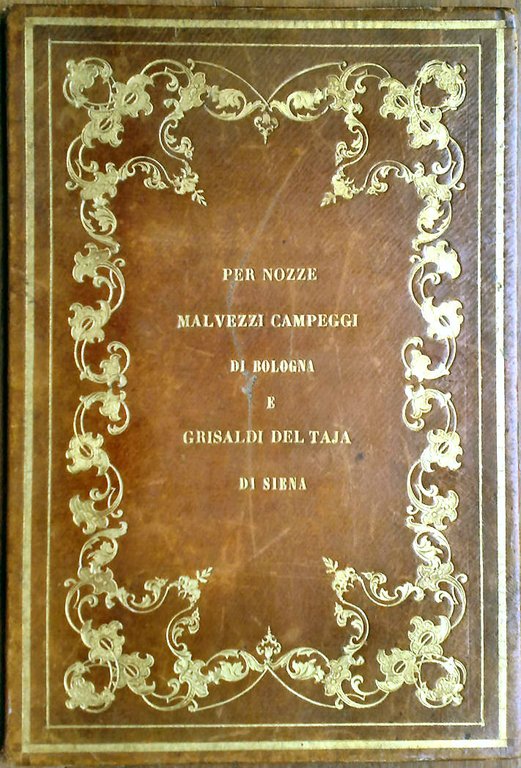 PER NOZZE
MALVEZZI CAMPEGGI
DI BOLOGNA
E
GRISALDI DEL TAJA
DI SIENA